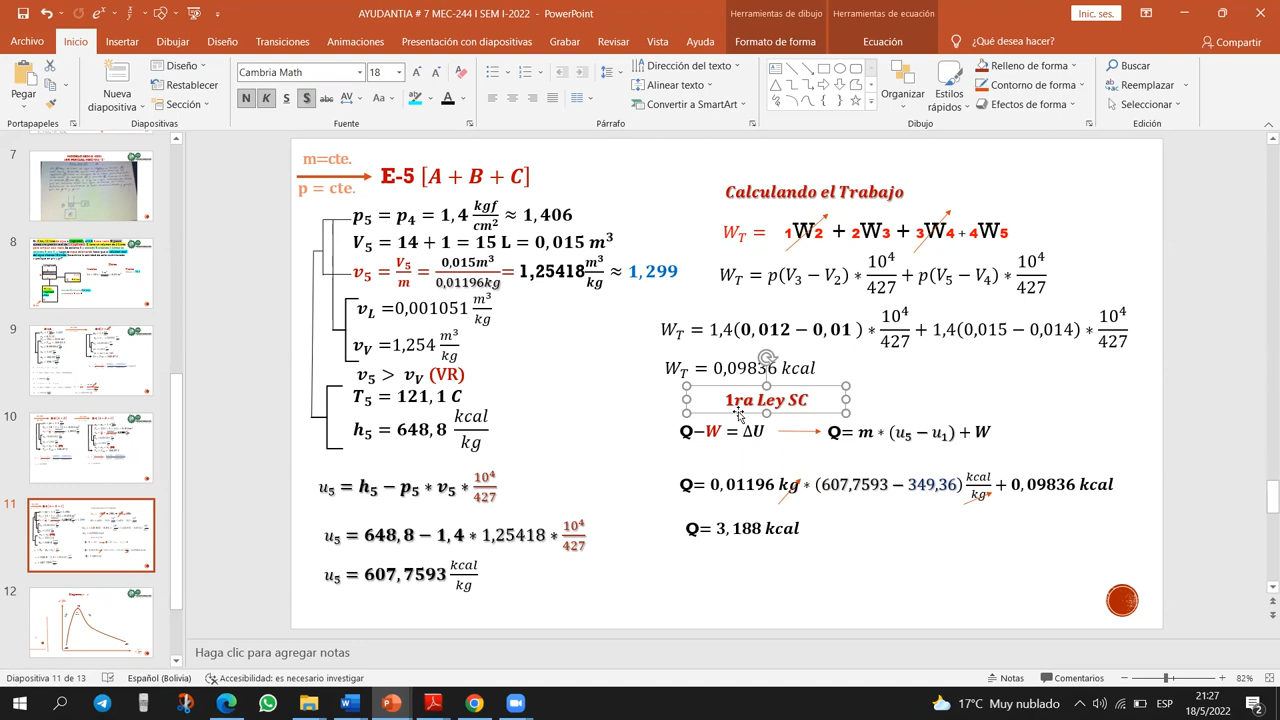 AYUDANTIA # 7 MEC-244 I SEM I-2022 - PowerPoint
Herramientas de dibujo
Herramientas de ecuación
Inic. ses.
Archivo Inicio Insertar Dibujar Diseño Transiciones Animaciones Presentación con diapositivas Grabar Revisar Vista Ayuda Formato de forma Ecuación ¿Qué desea hacer? Compartir
Pegar
Portapapeles
Nueva diapositiva
Diseño
Restablecer
Sección
Diapositivas
Cambria Math 18
N K S S abc AV Aa A
Fuente
Párrafo
Dirección del texto
Alinear texto
Convertir a SmartArt
Organizar
Estilos rápidos
Relleno de forma
Contorno de forma
Efectos de forma
Dibujo
Buscar
Reemplazar
Seleccionar
Edición
7
8
9
10
11
12
m=cte.
p = cte.
E-5 [A + B + C]
p₅ = p₄ = 1,4 kgf/cm² ≈ 1,406
V₅ = 14 + 1 = 15 L = 0,015 m³
v₅ = V₅/m = 0,015m³/0,01196kg = 1,25418 m³/kg ≈ 1,299
v_L =0,001051 m³/kg
v_V =1,254 m³/kg
v₅ > v_V (VR)
T₅ = 121,1 C
h₅ = 648,8 kcal/kg
u₅ = h₅ − p₅ ∗ v₅ ∗ 10⁴/427
u₅ = 648,8 − 1,4 ∗ 1,25418 ∗ 10⁴/427
u₅ = 607,7593 kcal/kg
Calculando el Trabajo
W_T = 1W2 + 2W3 + 3W4 + 4W5
W_T = p(V₃ − V₂) ∗ 10⁴/427 + p(V₅ − V₄) ∗ 10⁴/427
W_T = 1,4(0,012 − 0,01 ) ∗ 10⁴/427 + 1,4(0,015 − 0,014) ∗ 10⁴/427
W_T = 0,09836 kcal
1ra Ley SC
Q−W = ΔU Q= m ∗ (u₅ − u₁) + W
Q= 0,01196 kg ∗ (607,7593 − 349,36) kcal/kg + 0,09836 kcal
Q= 3,188 kcal
Haga clic para agregar notas
Diapositiva 11 de 13 Español (Bolivia) Accesibilidad: es necesario investigar Notas Comentarios 82%
17°C Muy nublado ESP 21:27
18/5/2022
2